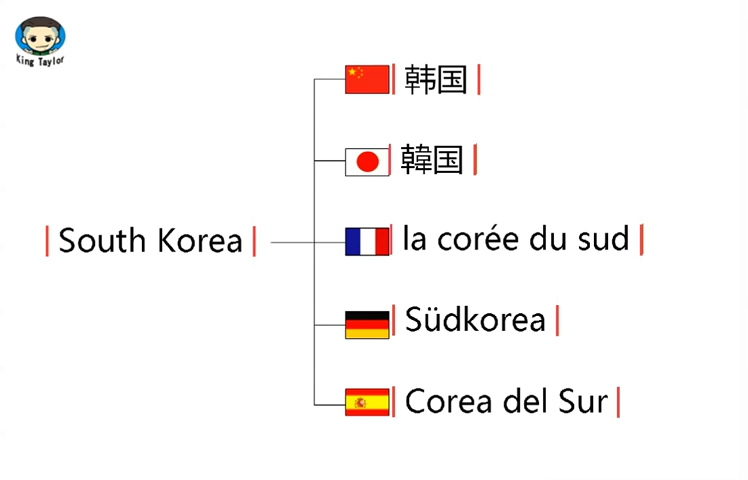 King Taylor
韩国
韓国
South Korea
la corée du sud
Südkorea
Corea del Sur